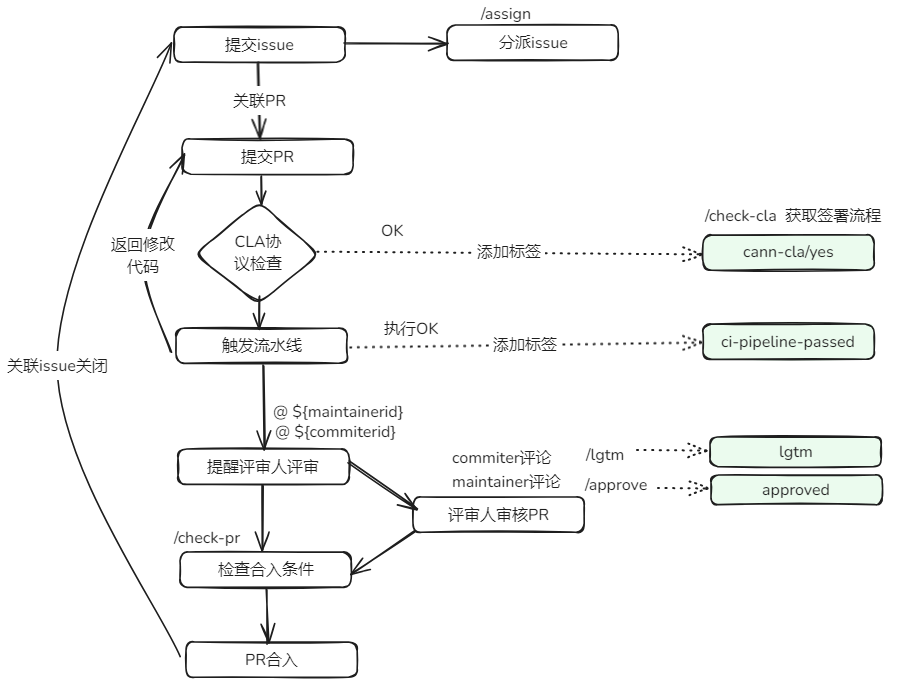 /assign
提交issue
分派issue
关联PR
提交PR
/check-cla 获取签署流程
返回修改
代码
CLA协
议检查
OK
添加标签
cann-cla/yes
执行OK
触发流水线
添加标签
ci-pipeline-passed
关联issue关闭
@ ${maintainerid}
@ ${commiterid}
提醒评审人评审
commiter评论
/lgtm
lgtm
maintainer评论
/approve
approved
评审人审核PR
/check-pr
检查合入条件
PR合入